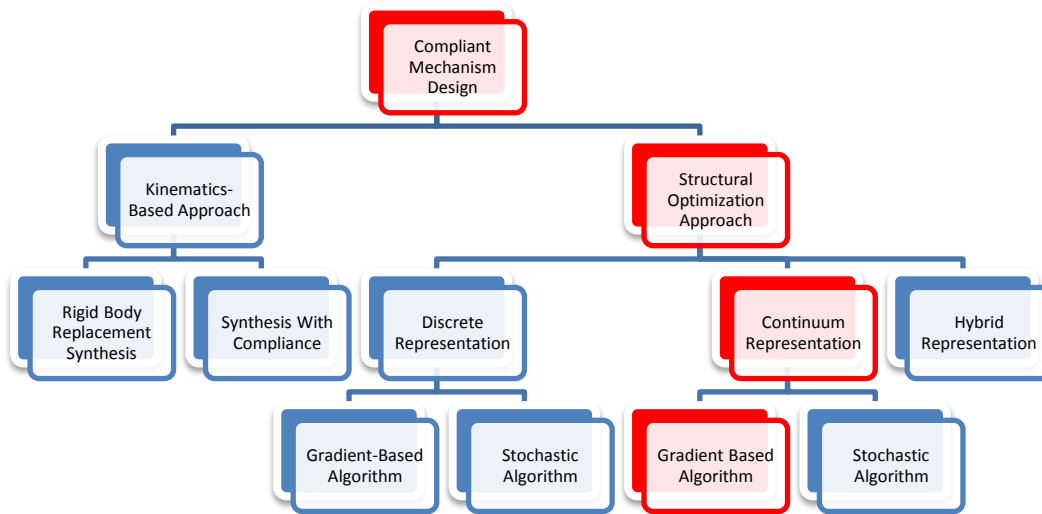 Compliant
Mechanism
Design
Kinematics-
Based Approach
Structural
Optimization
Approach
Rigid Body
Replacement
Synthesis
Synthesis With
Compliance
Discrete
Representation
Continuum
Representation
Hybrid
Representation
Gradient-Based
Algorithm
Stochastic
Algorithm
Gradient Based
Algorithm
Stochastic
Algorithm